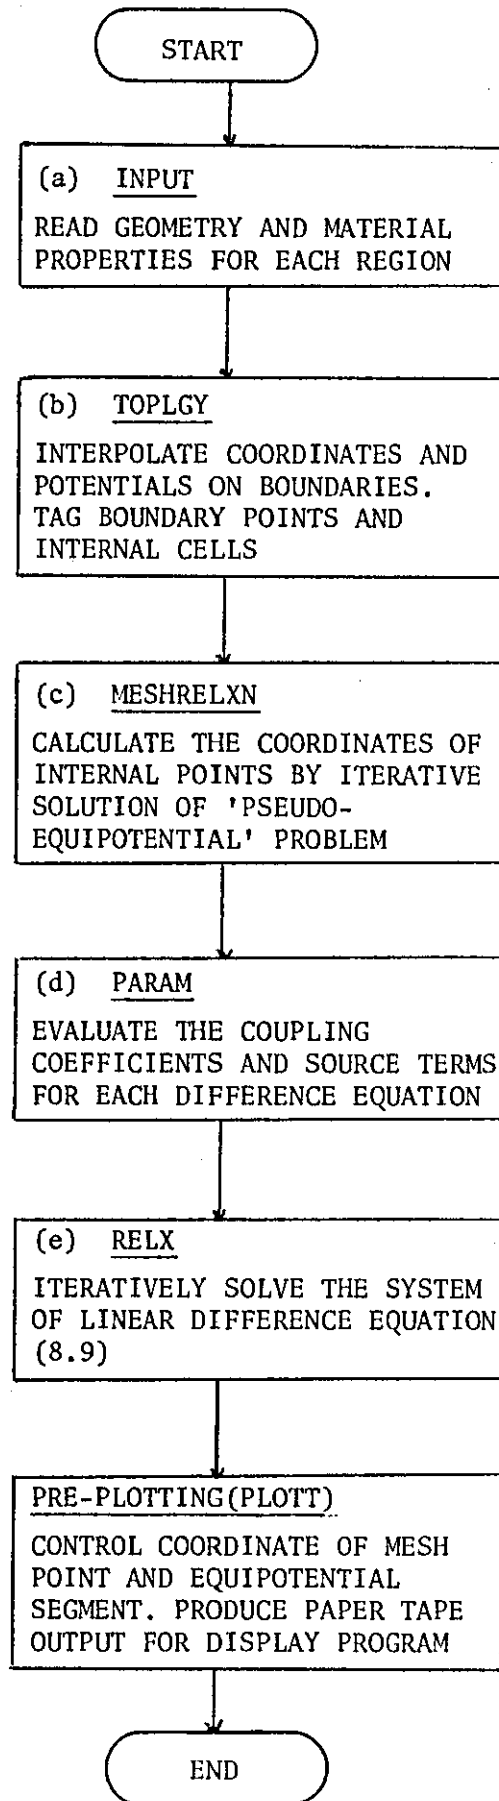 START
(a) INPUT
READ GEOMETRY AND MATERIAL
PROPERTIES FOR EACH REGION
(b) TOPLGY
INTERPOLATE COORDINATES AND
POTENTIALS ON BOUNDARIES.
TAG BOUNDARY POINTS AND
INTERNAL CELLS
(c) MESHRELXN
CALCULATE THE COORDINATES OF
INTERNAL POINTS BY ITERATIVE
SOLUTION OF 'PSEUDO-
EQUIPOTENTIAL' PROBLEM
(d) PARAM
EVALUATE THE COUPLING
COEFFICIENTS AND SOURCE TERMS
FOR EACH DIFFERENCE EQUATION
(e) RELX
ITERATIVELY SOLVE THE SYSTEM
OF LINEAR DIFFERENCE EQUATION
(8.9)
PRE-PLOTTING(PLOTT)
CONTROL COORDINATE OF MESH
POINT AND EQUIPOTENTIAL
SEGMENT. PRODUCE PAPER TAPE
OUTPUT FOR DISPLAY PROGRAM
END